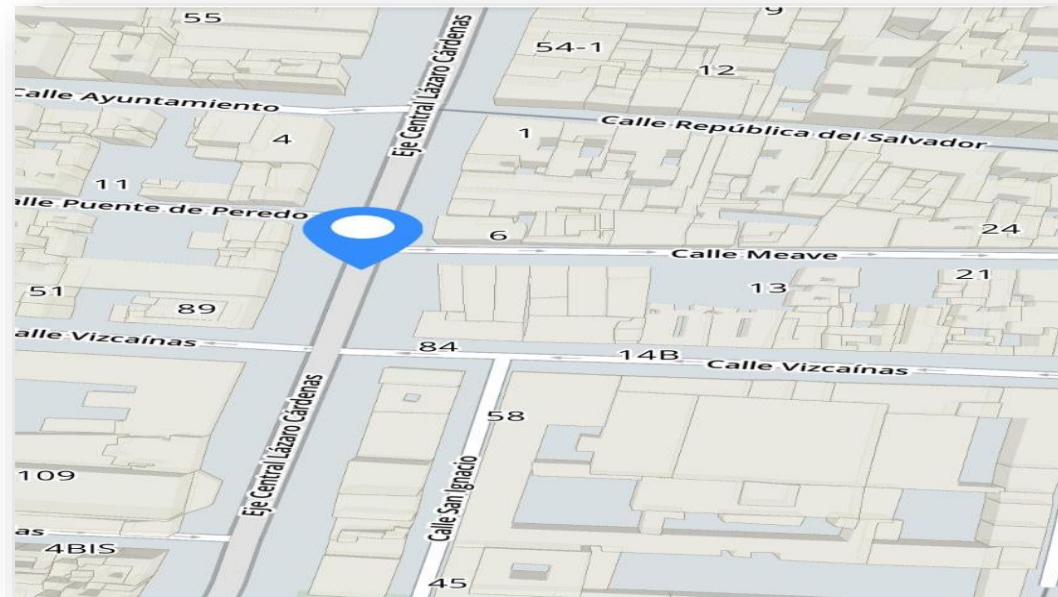 55
9
54-1
12
Eje Central Lázaro Cárdenas
Calle Ayuntamiento
4
1
Calle República del Salvador
11
alle Puente de Peredo
6
24
Calle Meave
51
89
13
21
alle Vizcaínas
84
14B
Calle Vizcaínas
58
Eje Central Lázaro Cárdenas
109
Calle San Ignacio
as
4BIS
45